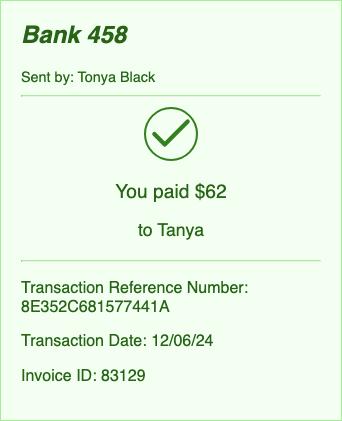 Bank 458
Sent by: Tonya Black
You paid $62
to Tanya
Transaction Reference Number:
8E352C681577441A
Transaction Date: 12/06/24
Invoice ID: 83129